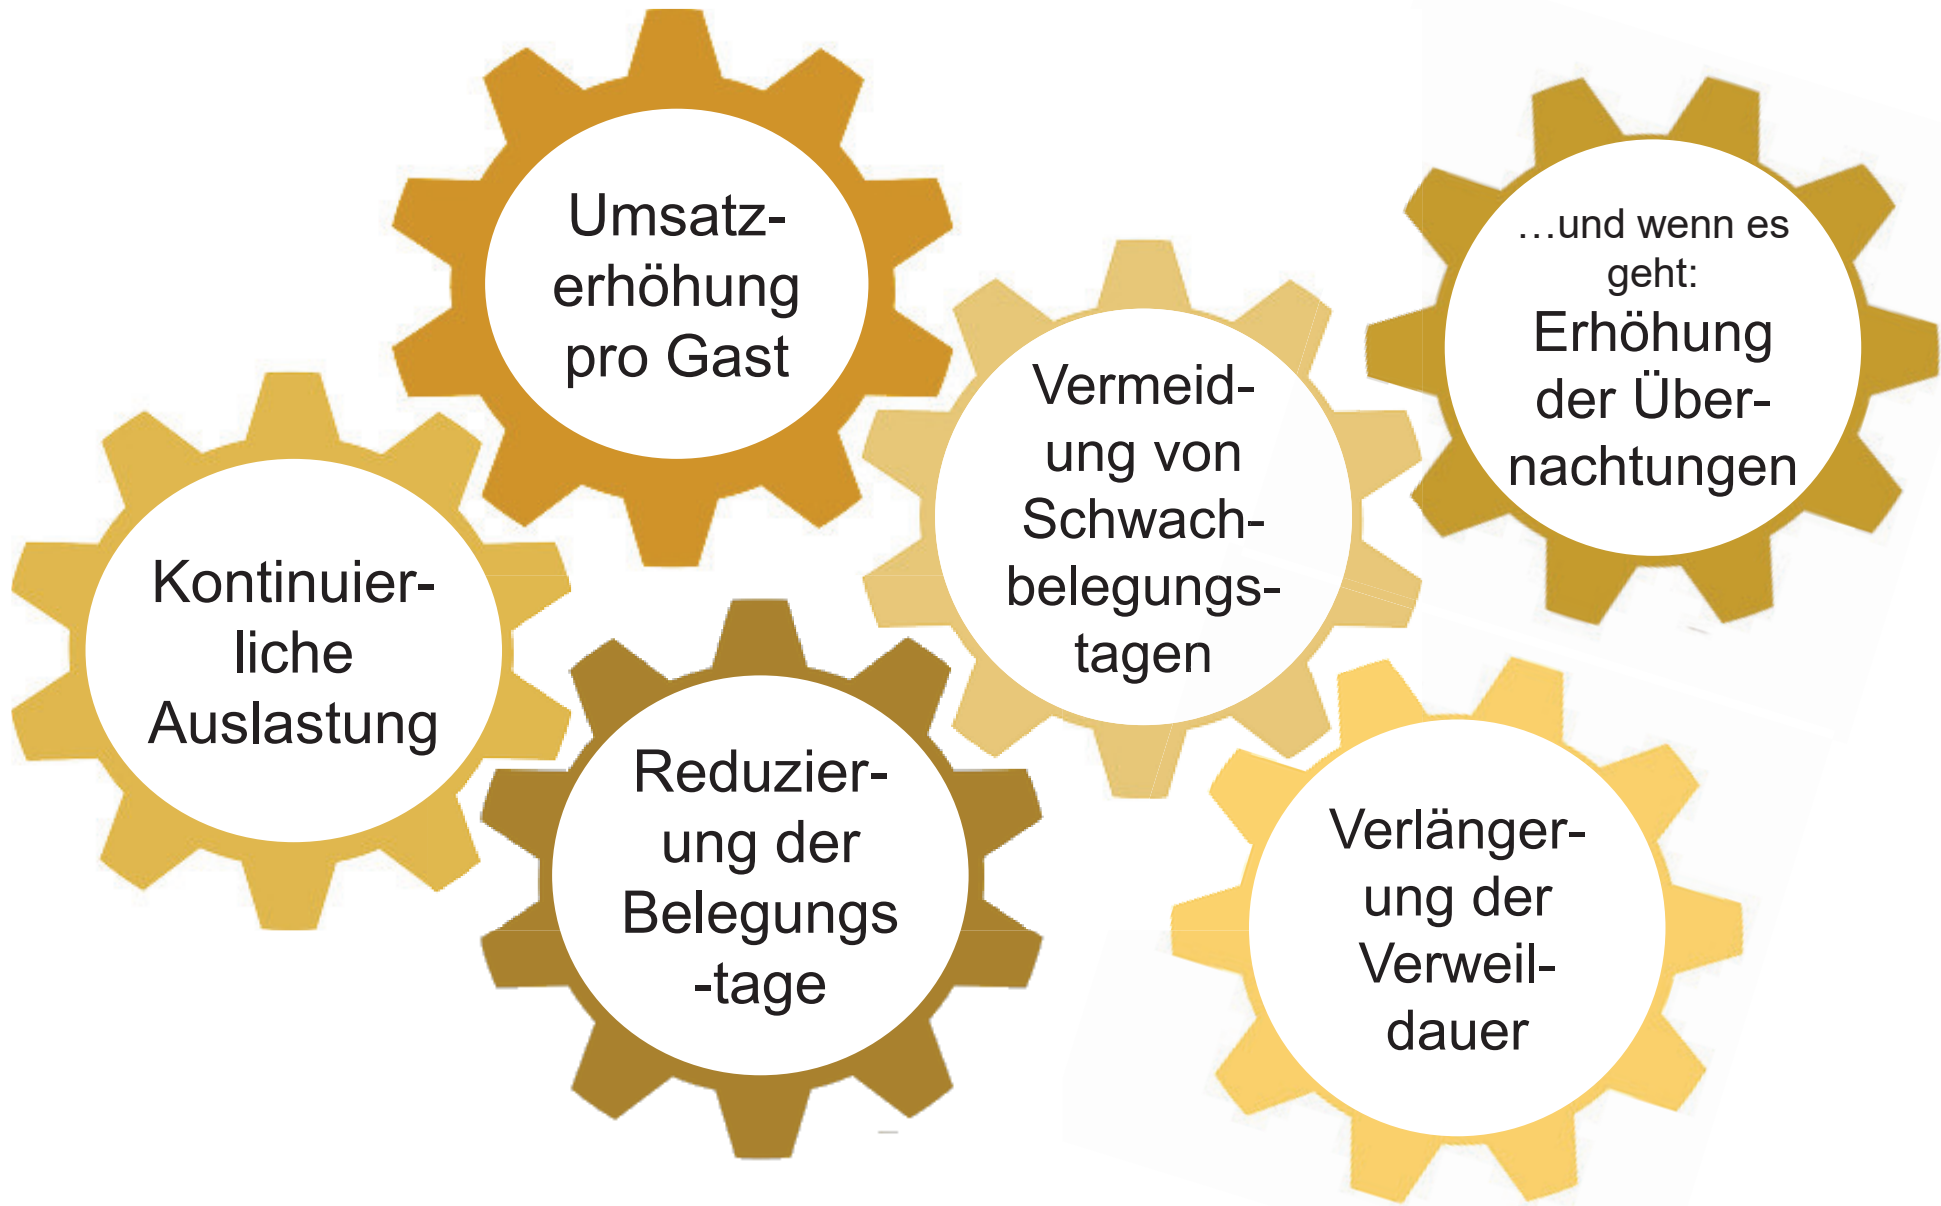 Umsatz-
erhöhung
pro Gast
…und wenn es
geht:
Erhöhung
der Über-
nachtungen
Vermeid-
ung von
Schwach-
belegungs-
tagen
Kontinuier-
liche
Auslastung
Reduzier-
ung der
Belegungs
-tage
Verlänger-
ung der
Verweil-
dauer